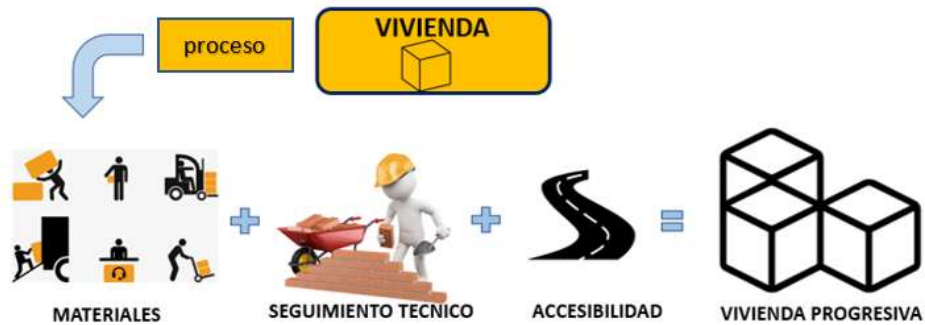 proceso
VIVIENDA
MATERIALES
SEGUIMIENTO TECNICO
ACCESIBILIDAD
VIVIENDA PROGRESIVA